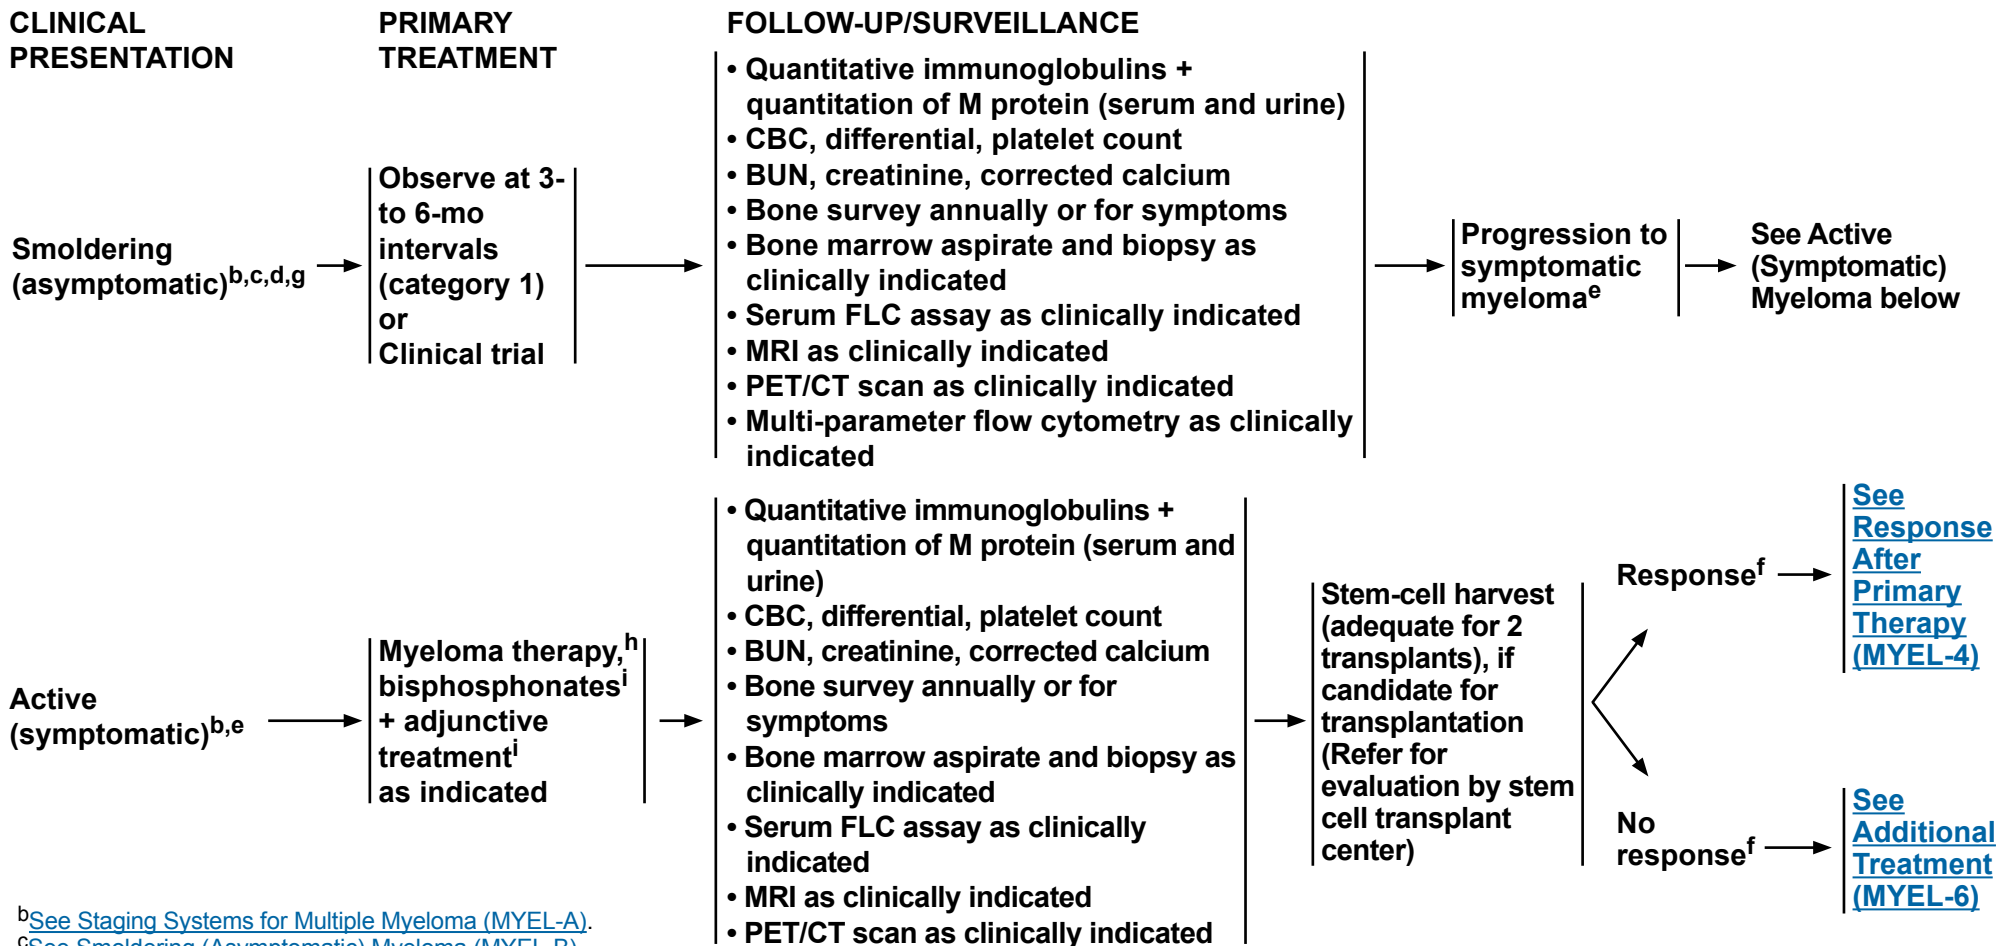 CLINICAL
PRESENTATION
PRIMARY
TREATMENT
FOLLOW-UP/SURVEILLANCE
Smoldering
(asymptomatic)b,c,d,g
Observe at 3-
to 6-mo
intervals
(category 1)
or
Clinical trial
• Quantitative immunoglobulins +
quantitation of M protein (serum and urine)
• CBC, differential, platelet count
• BUN, creatinine, corrected calcium
• Bone survey annually or for symptoms
• Bone marrow aspirate and biopsy as
clinically indicated
• Serum FLC assay as clinically indicated
• MRI as clinically indicated
• PET/CT scan as clinically indicated
• Multi-parameter flow cytometry as clinically
indicated
Progression to
symptomatic
myelomae
See Active
(Symptomatic)
Myeloma below
Active
(symptomatic)b,e
Myeloma therapy,h
bisphosphonatesi
+ adjunctive
treatmenti
as indicated
• Quantitative immunoglobulins +
quantitation of M protein (serum and
urine)
• CBC, differential, platelet count
• BUN, creatinine, corrected calcium
• Bone survey annually or for
symptoms
• Bone marrow aspirate and biopsy as
clinically indicated
• Serum FLC assay as clinically
indicated
• MRI as clinically indicated
• PET/CT scan as clinically indicated
Stem-cell harvest
(adequate for 2
transplants), if
candidate for
transplantation
(Refer for
evaluation by stem
cell transplant
center)
Responsef
See
Response
After
Primary
Therapy
(MYEL-4)
No
responsef
See
Additional
Treatment
(MYEL-6)
bSee Staging Systems for Multiple Myeloma (MYEL-A).
cSee Smoldering (Asymptomatic) Myeloma (MYEL-B)